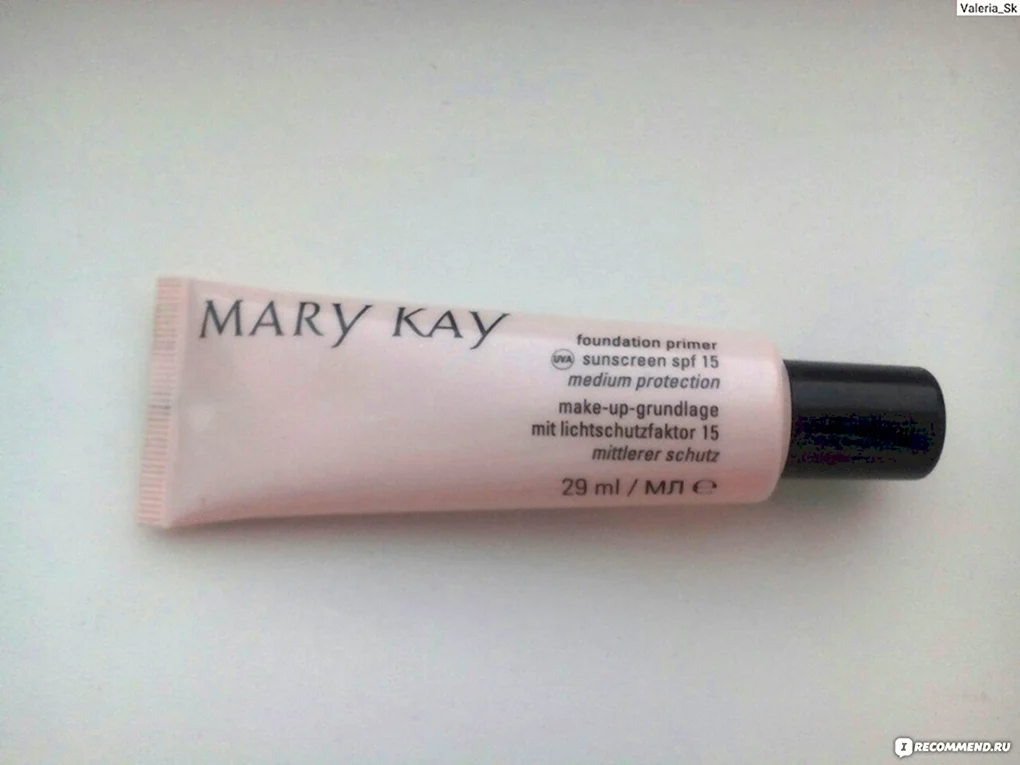 Valeria_Sk
MARY KAY
foundation primer
UVA sunscreen spf 15
medium protection
make-up-grundlage
mit lichtschutzfaktor 15
mittlerer schutz
29 ml / МЛ ℮
IRECOMMEND.RU